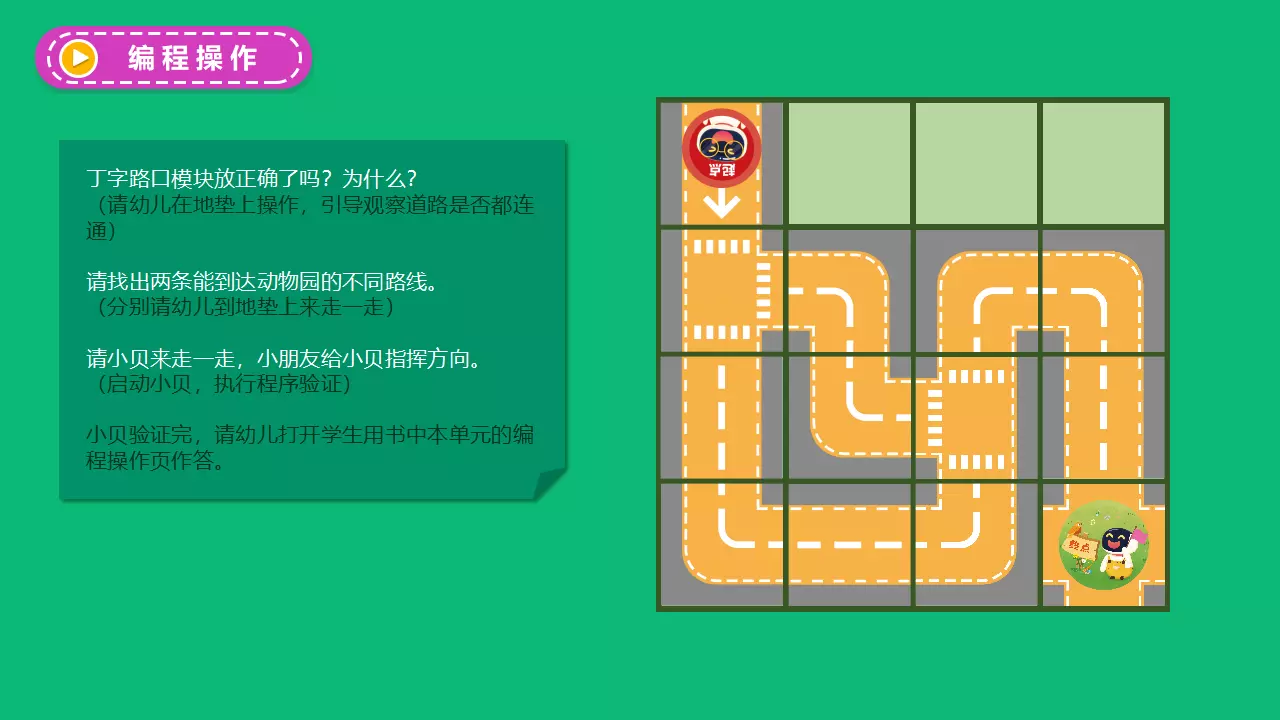 编程操作
丁字路口模块放正确了吗？为什么？
（请幼儿在地垫上操作，引导观察道路是否都连
通）
请找出两条能到达动物园的不同路线。
（分别请幼儿到地垫上来走一走）
请小贝来走一走，小朋友给小贝指挥方向。
（启动小贝，执行程序验证）
小贝验证完，请幼儿打开学生用书中本单元的编
程操作页作答。
起点
终点